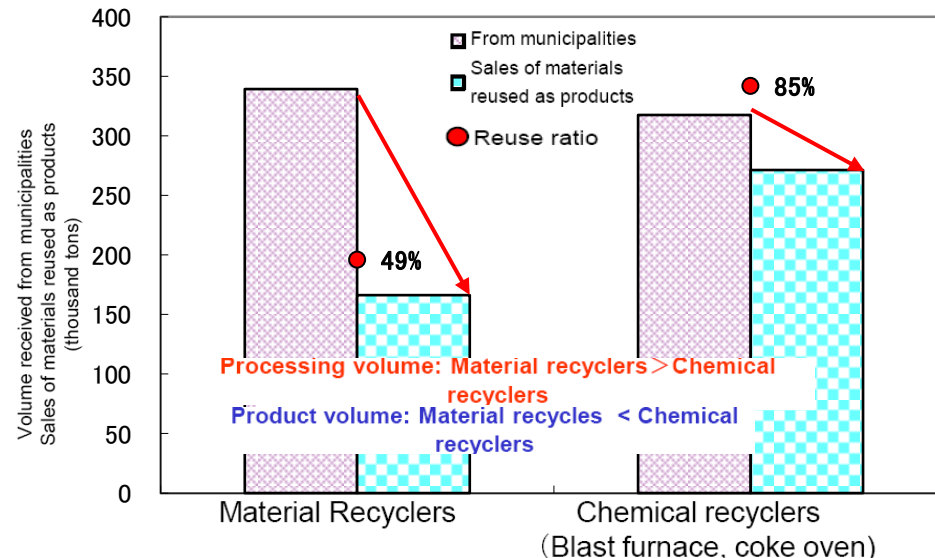 Volume received from municipalities
Sales of materials reused as products
(thousand tons)
400
350
300
250
200
150
100
50
0
From municipalities
Sales of materials
reused as products
Reuse ratio
49%
85%
Processing volume: Material recyclers＞Chemical
recyclers
Product volume: Material recycles < Chemical
recyclers
Material Recyclers
Chemical recyclers
(Blast furnace, coke oven)